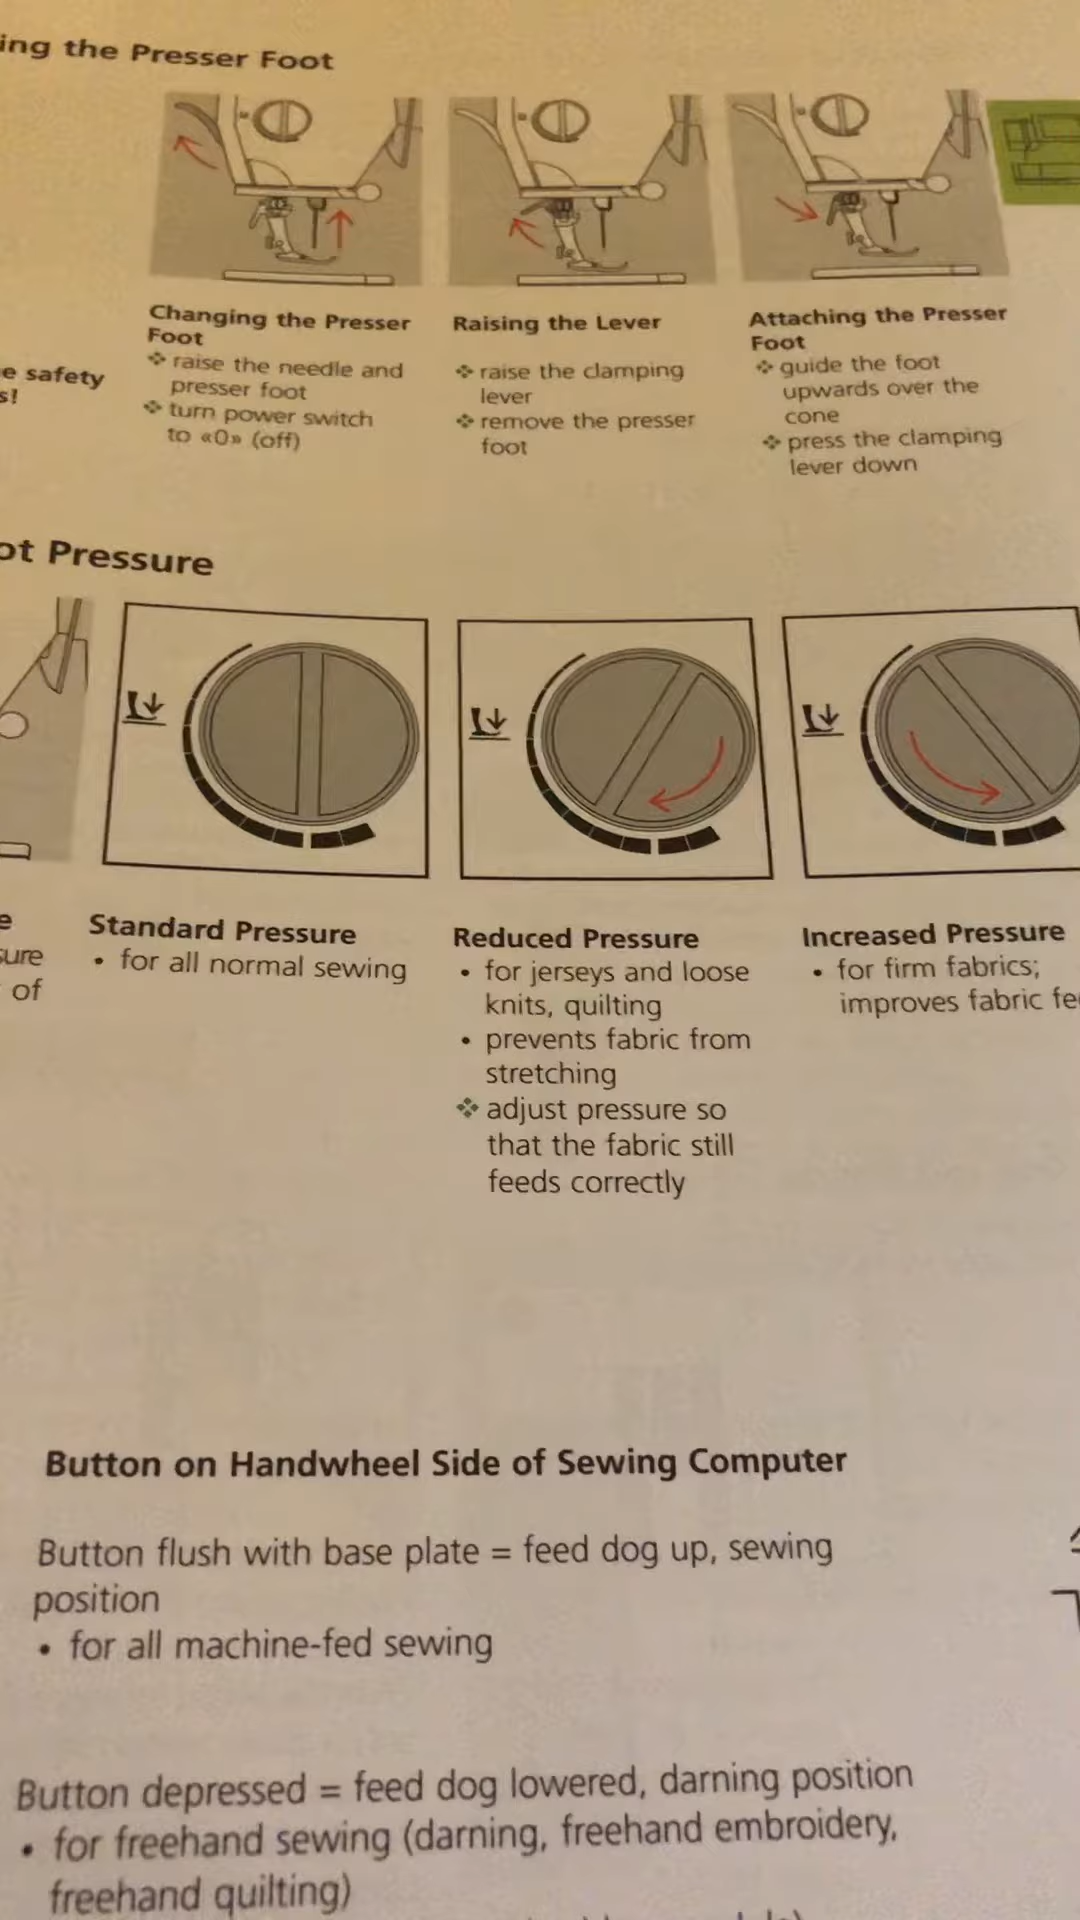 ing the Presser Foot
e safety
s!
Changing the Presser
Foot
❖ raise the needle and
presser foot
❖ turn power switch
to «0» (off)
Raising the Lever
❖ raise the clamping
lever
❖ remove the presser
foot
Attaching the Presser
Foot
❖ guide the foot
upwards over the
cone
❖ press the clamping
lever down
ot Pressure
e
sure
of
Standard Pressure
• for all normal sewing
Reduced Pressure
• for jerseys and loose
knits, quilting
• prevents fabric from
stretching
❖ adjust pressure so
that the fabric still
feeds correctly
Increased Pressure
• for firm fabrics;
improves fabric fe
Button on Handwheel Side of Sewing Computer
Button flush with base plate = feed dog up, sewing
position
• for all machine-fed sewing
Button depressed = feed dog lowered, darning position
• for freehand sewing (darning, freehand embroidery,
freehand quilting)